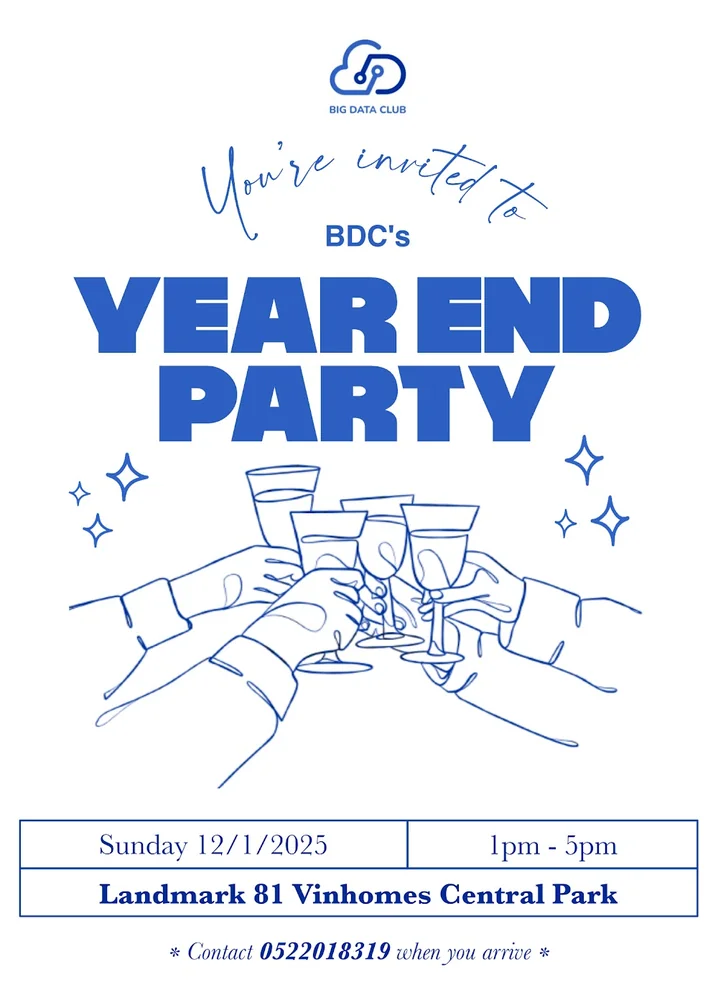 BIG DATA CLUB
You're invited to
BDC's
YEAR END
PARTY
Sunday 12/1/2025
1pm - 5pm
Landmark 81 Vinhomes Central Park
* Contact 0522018319 when you arrive *